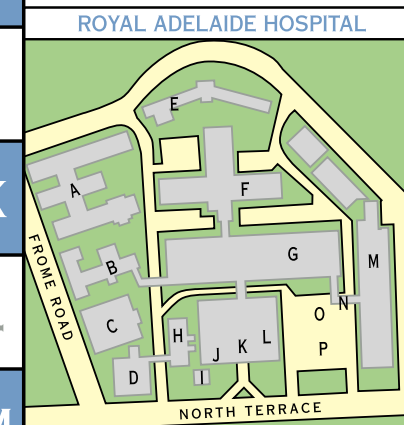 ROYAL ADELAIDE HOSPITAL
E
A
F
B
G
M
FROME ROAD
N
O
C
H
J
K
L
P
D
I
NORTH TERRACE